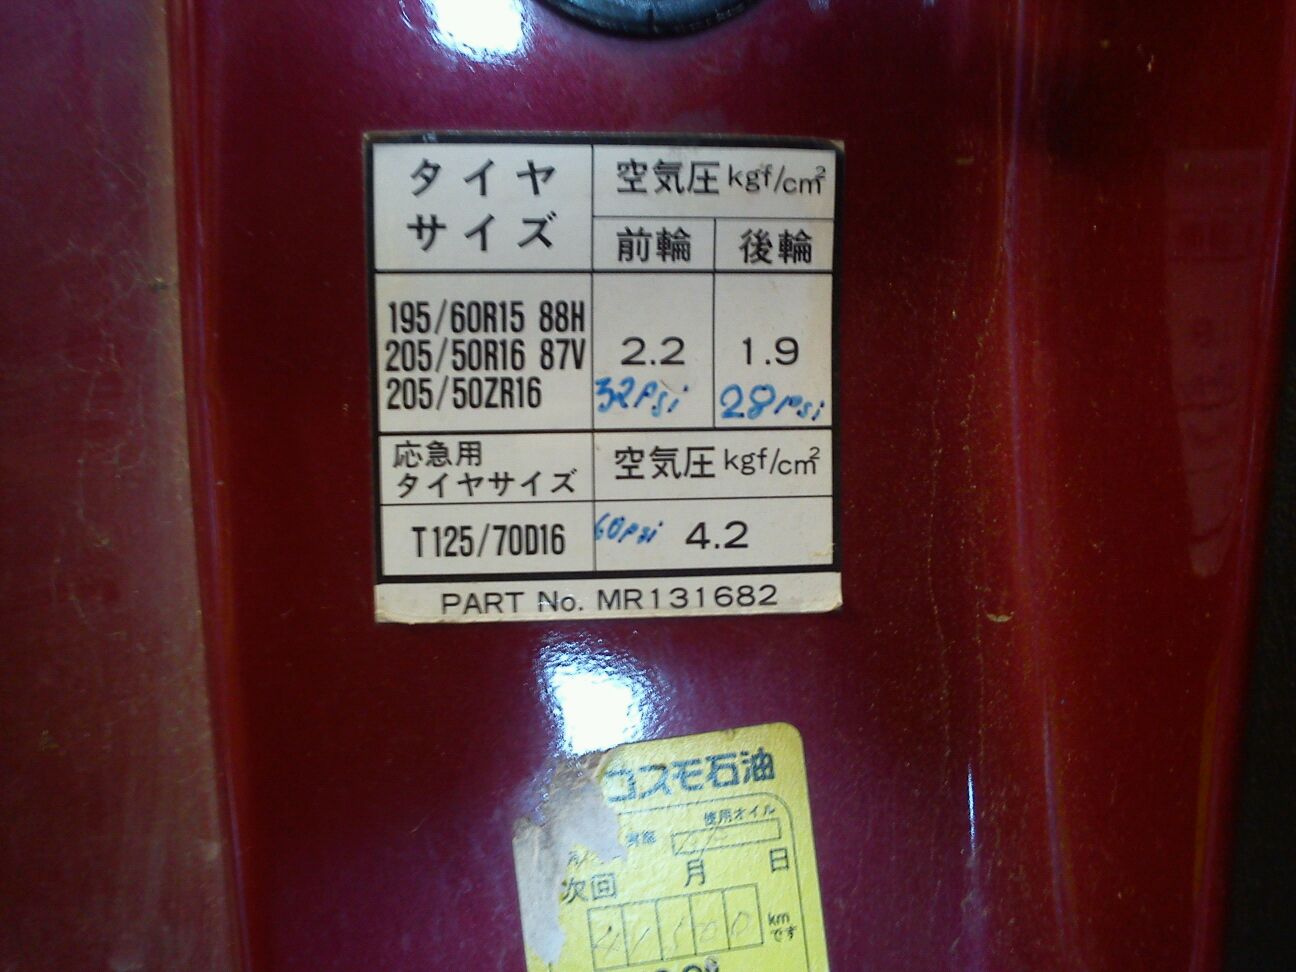 タイヤ
サイズ
空気圧 kgf/cm²
前輪 後輪
195/60R15 88H
205/50R16 87V
205/50ZR16
2.2 1.9
32psi 28psi
応急用
タイヤサイズ
空気圧 kgf/cm²
T125/70D16
60psi 4.2
PART No. MR131682
コスモ石油
使用オイル
月 日
次回
km
です